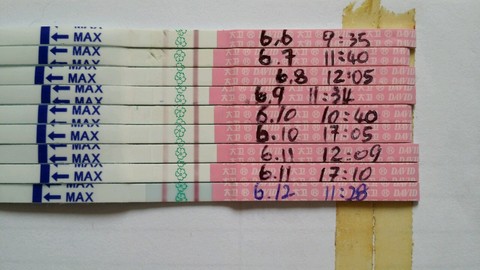 MAX 6.6 9:35
MAX 6.7 11:40
MAX 6.8 12:05
MAX 6.9 11:34
MAX 6.10 10:40
MAX 6.10 17:05
MAX 6.11 12:09
MAX 6.11 17:10
MAX 6.12 11:28